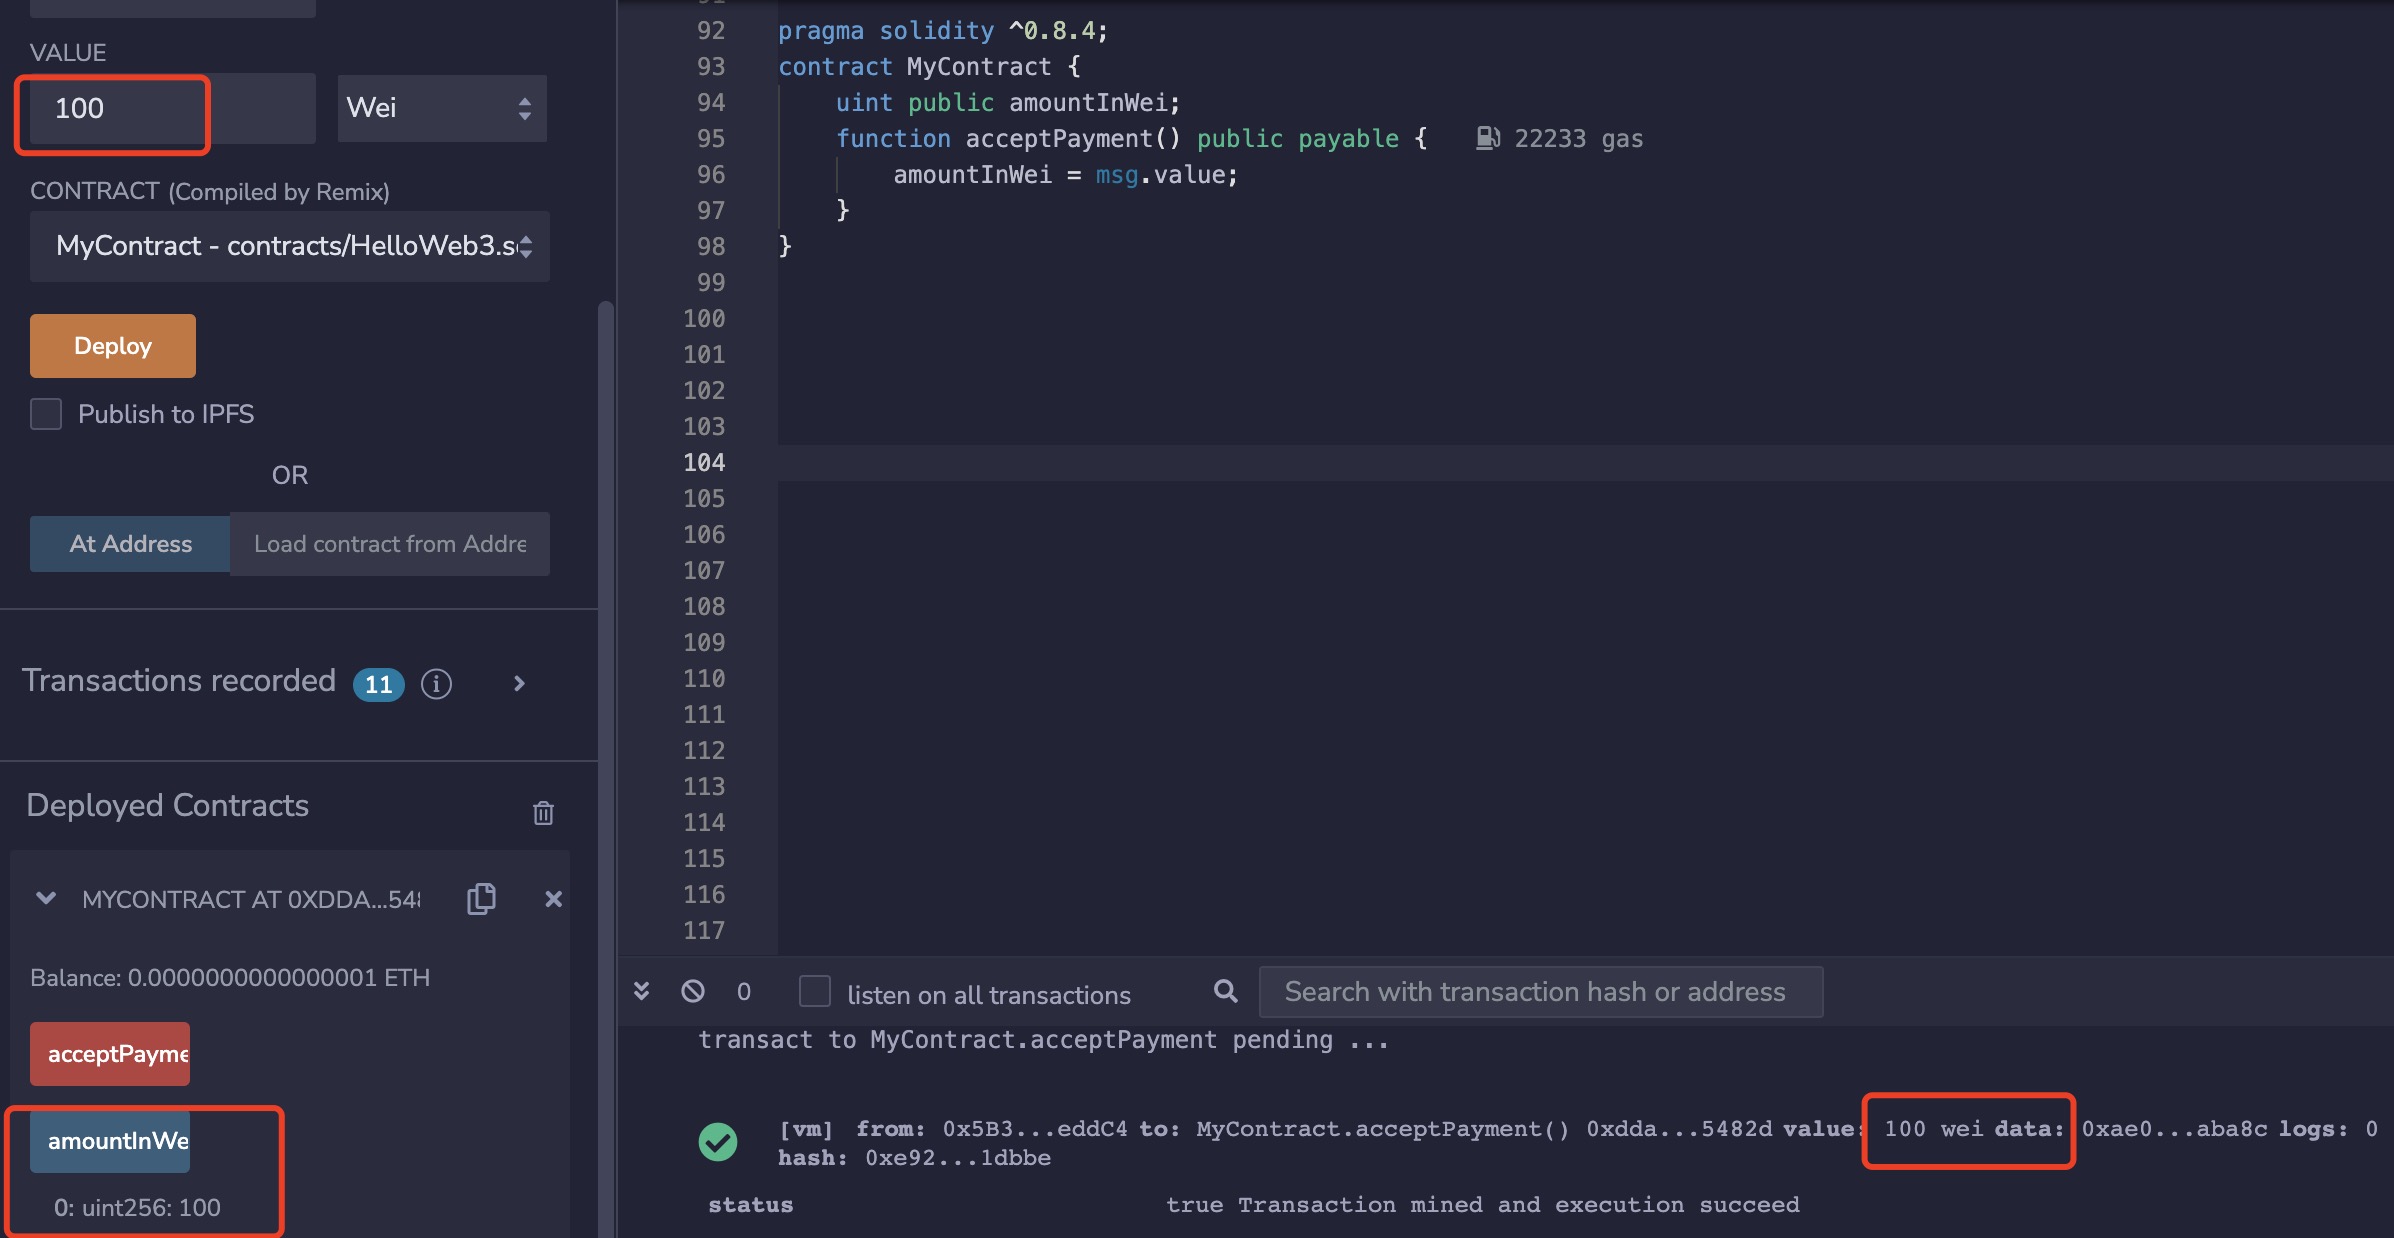 VALUE
100
Wei
CONTRACT (Compiled by Remix)
MyContract - contracts/HelloWeb3.s
Deploy
Publish to IPFS
OR
At Address
Load contract from Addre
Transactions recorded 11 i
Deployed Contracts
MYCONTRACT AT 0XDDA...54
Balance: 0.0000000000000001 ETH
acceptPayme
amountInWe
0: uint256: 100
92 pragma solidity ^0.8.4;
93 contract MyContract {
94     uint public amountInWei;
95     function acceptPayment() public payable { 22233 gas
96         amountInWei = msg.value;
97     }
98 }
99
100
101
102
103
104
105
106
107
108
109
110
111
112
113
114
115
116
117
0 listen on all transactions Search with transaction hash or address
transact to MyContract.acceptPayment pending ...
[vm] from: 0x5B3...eddC4 to: MyContract.acceptPayment() 0xdda...5482d value: 100 wei data: 0xae0...aba8c logs: 0
hash: 0xe92...1dbbe
status true Transaction mined and execution succeed